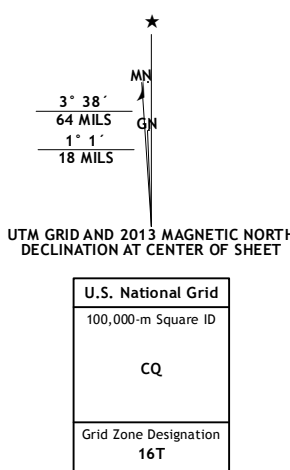 MN
3° 38´
64 MILS
GN
1° 1´
18 MILS
UTM GRID AND 2013 MAGNETIC NORTH
DECLINATION AT CENTER OF SHEET
U.S. National Grid
100,000-m Square ID
CQ
Grid Zone Designation
16T